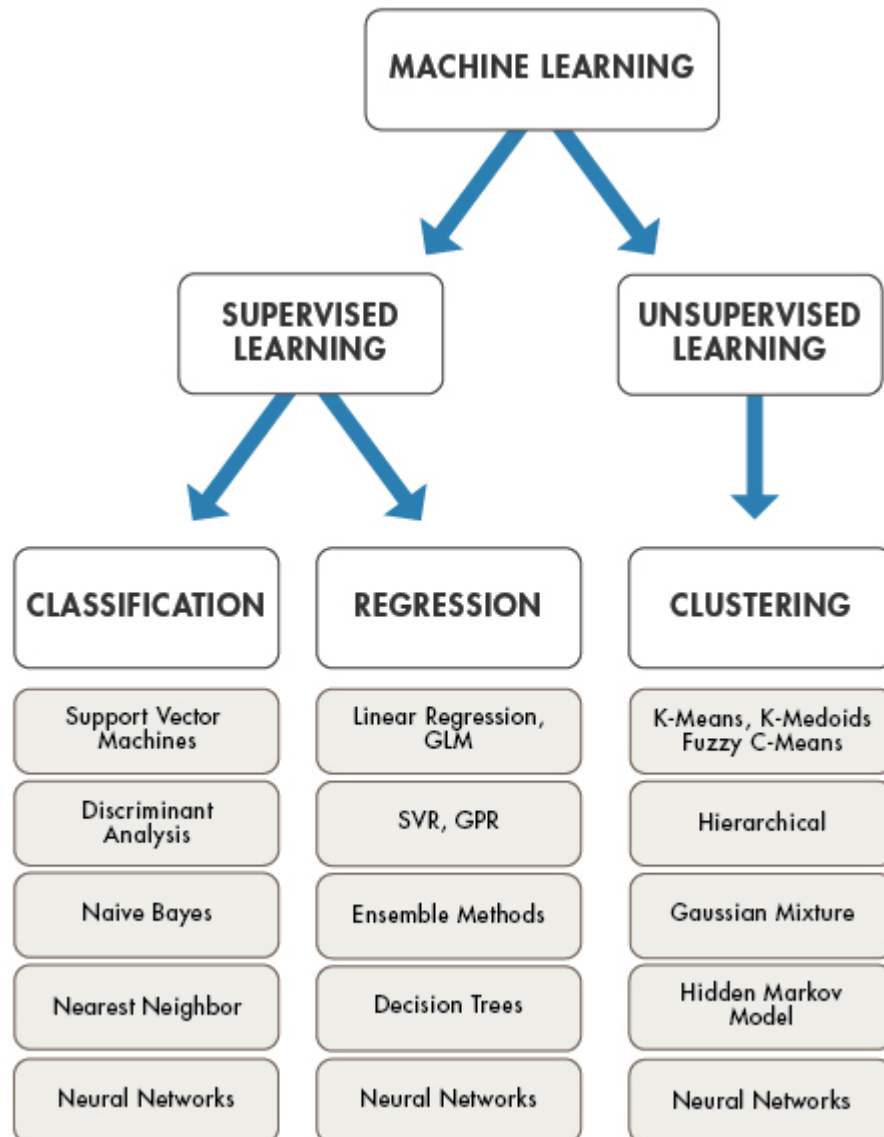 MACHINE LEARNING
SUPERVISED
LEARNING
UNSUPERVISED
LEARNING
CLASSIFICATION
Support Vector
Machines
Discriminant
Analysis
Naive Bayes
Nearest Neighbor
Neural Networks
REGRESSION
Linear Regression,
GLM
SVR, GPR
Ensemble Methods
Decision Trees
Neural Networks
CLUSTERING
K-Means, K-Medoids
Fuzzy C-Means
Hierarchical
Gaussian Mixture
Hidden Markov
Model
Neural Networks